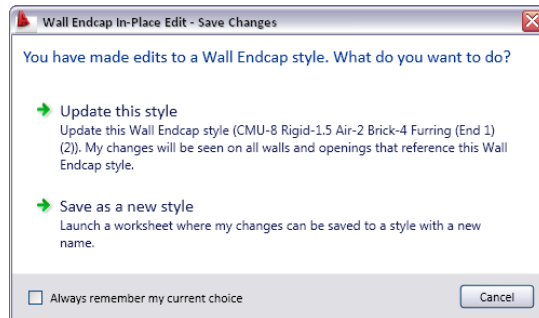 Wall Endcap In-Place Edit - Save Changes
You have made edits to a Wall Endcap style. What do you want to do?
Update this style
Update this Wall Endcap style (CMU-8 Rigid-1.5 Air-2 Brick-4 Furring (End 1)
(2)). My changes will be seen on all walls and openings that reference this Wall
Endcap style.
Save as a new style
Launch a worksheet where my changes can be saved to a style with a new
name.
Always remember my current choice
Cancel